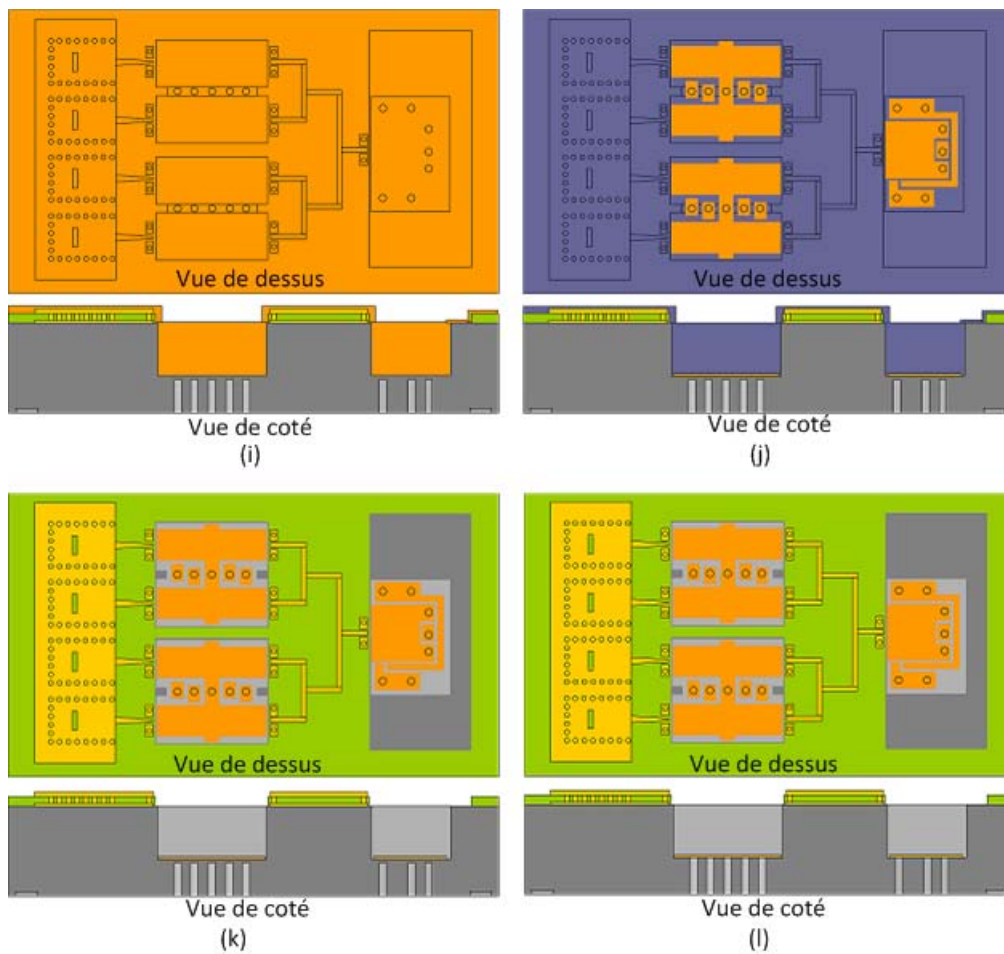 Vue de dessus
Vue de coté
(i)
Vue de dessus
Vue de coté
(j)
Vue de dessus
Vue de coté
(k)
Vue de dessus
Vue de coté
(l)